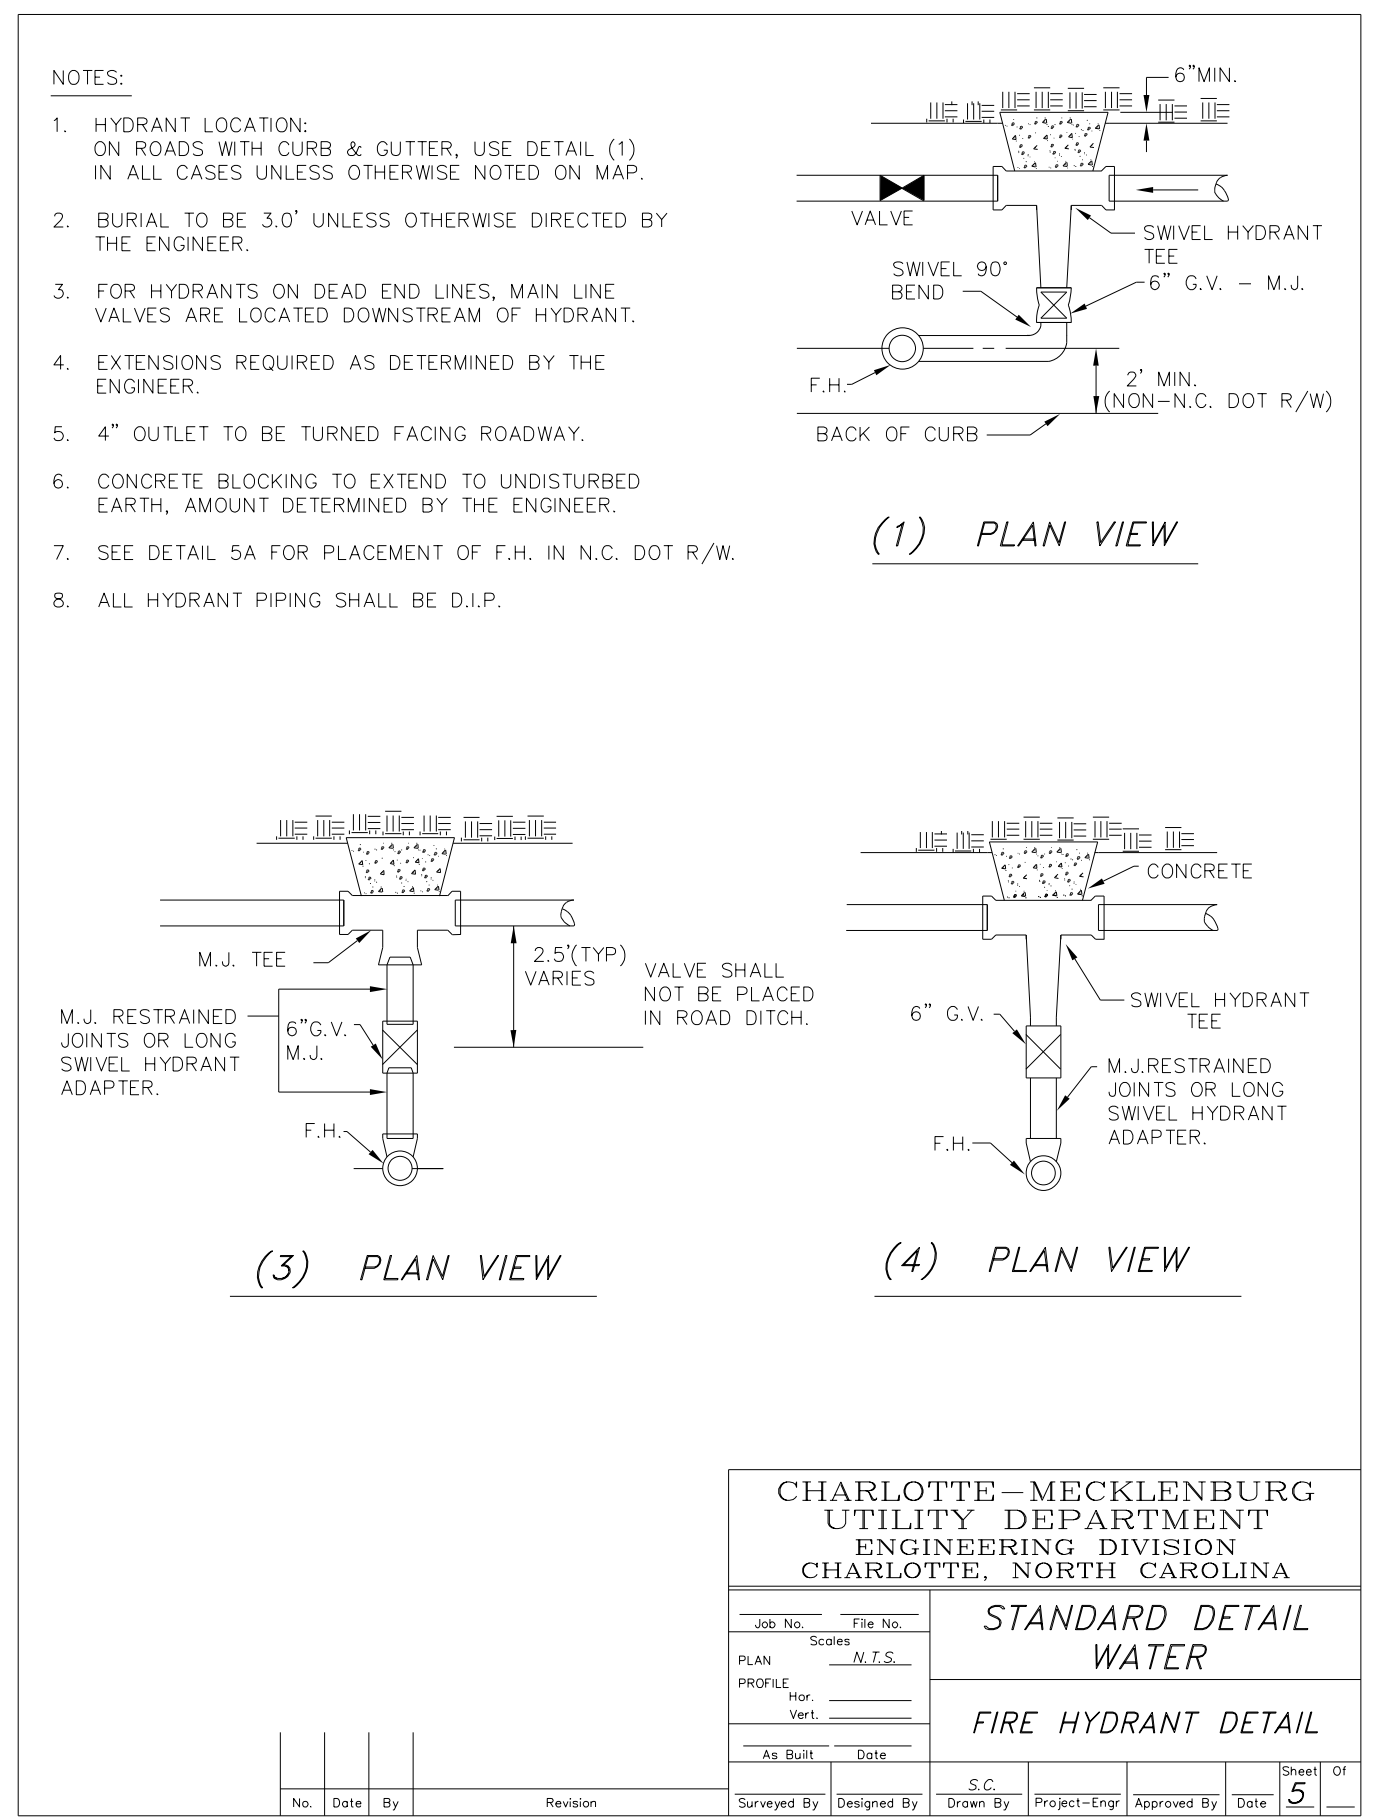 NOTES:
1. HYDRANT LOCATION:
ON ROADS WITH CURB & GUTTER, USE DETAIL (1)
IN ALL CASES UNLESS OTHERWISE NOTED ON MAP.
2. BURIAL TO BE 3.0' UNLESS OTHERWISE DIRECTED BY
THE ENGINEER.
3. FOR HYDRANTS ON DEAD END LINES, MAIN LINE
VALVES ARE LOCATED DOWNSTREAM OF HYDRANT.
4. EXTENSIONS REQUIRED AS DETERMINED BY THE
ENGINEER.
5. 4" OUTLET TO BE TURNED FACING ROADWAY.
6. CONCRETE BLOCKING TO EXTEND TO UNDISTURBED
EARTH, AMOUNT DETERMINED BY THE ENGINEER.
7. SEE DETAIL 5A FOR PLACEMENT OF F.H. IN N.C. DOT R/W.
8. ALL HYDRANT PIPING SHALL BE D.I.P.
6"MIN.
VALVE
SWIVEL HYDRANT
TEE
SWIVEL 90°
BEND
6" G.V. – M.J.
F.H.
2' MIN.
(NON–N.C. DOT R/W)
BACK OF CURB
(1) PLAN VIEW
M.J. TEE
2.5'(TYP)
VARIES
VALVE SHALL
NOT BE PLACED
IN ROAD DITCH.
M.J. RESTRAINED
JOINTS OR LONG
SWIVEL HYDRANT
ADAPTER.
6"G.V.
M.J.
F.H.
(3) PLAN VIEW
CONCRETE
SWIVEL HYDRANT
TEE
6" G.V.
M.J.RESTRAINED
JOINTS OR LONG
SWIVEL HYDRANT
ADAPTER.
F.H.
(4) PLAN VIEW
CHARLOTTE–MECKLENBURG
UTILITY DEPARTMENT
ENGINEERING DIVISION
CHARLOTTE, NORTH CAROLINA
Job No. File No.
Scales
PLAN N.T.S.
PROFILE
Hor.
Vert.
As Built Date
STANDARD DETAIL
WATER
FIRE HYDRANT DETAIL
No. Date By Revision
Surveyed By Designed By
S.C.
Drawn By Project–Engr Approved By Date
Sheet Of
5